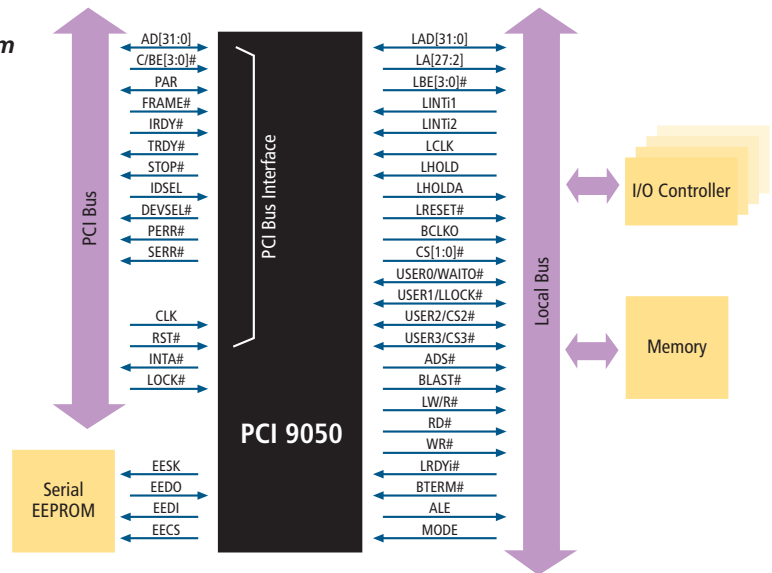 m
PCI Bus
AD[31:0]
C/BE[3:0]#
PAR
FRAME#
IRDY#
TRDY#
STOP#
IDSEL
DEVSEL#
PERR#
SERR#
CLK
RST#
INTA#
LOCK#
Serial
EEPROM
EESK
EEDO
EEDI
EECS
PCI Bus Interface
PCI 9050
LAD[31:0]
LA[27:2]
LBE[3:0]#
LINTi1
LINTi2
LCLK
LHOLD
LHOLDA
LRESET#
BCLKO
CS[1:0]#
USER0/WAITO#
USER1/LLOCK#
USER2/CS2#
USER3/CS3#
ADS#
BLAST#
LW/R#
RD#
WR#
LRDYi#
BTERM#
ALE
MODE
Local Bus
I/O Controller
Memory